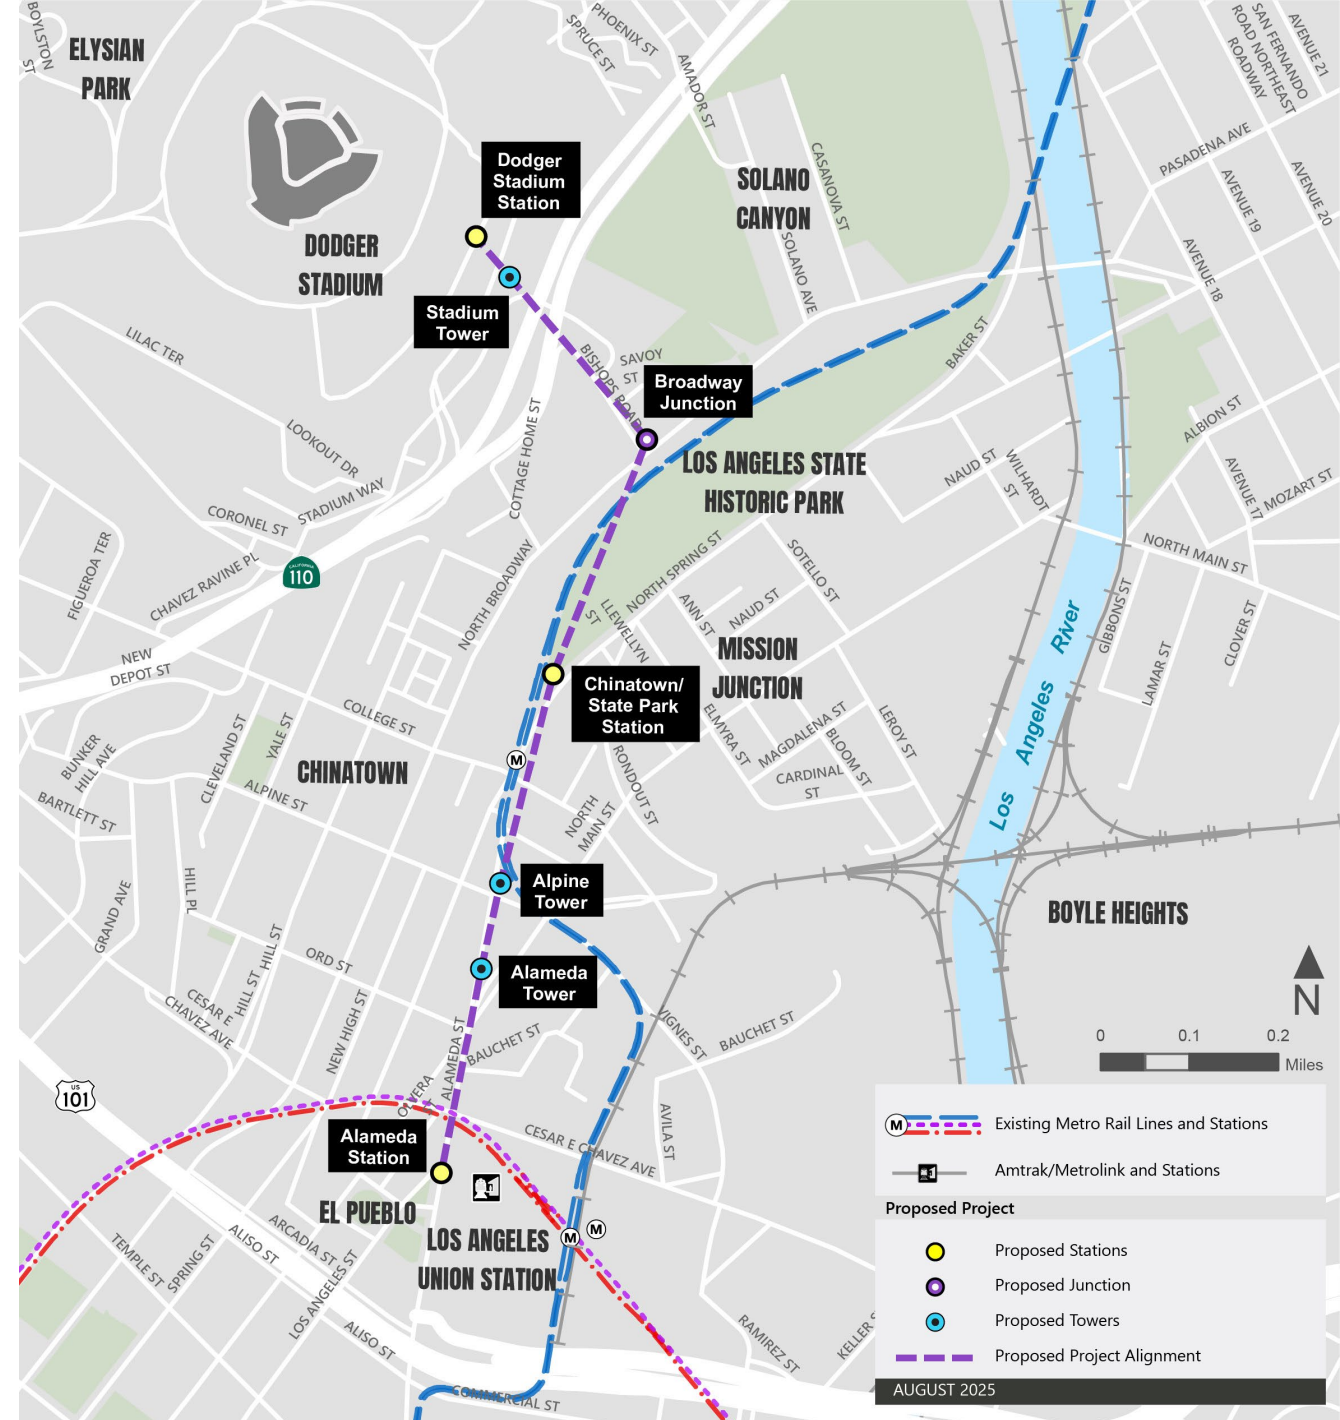 BOYLSTON
ST
ELYSIAN
PARK
PHOENIX ST
SPRUCE ST
AMADOR ST
SAN FERNANDO
ROAD NORTHEAST
ROADWAY
AVENUE 21
PASADENA AVE
AVENUE 20
AVENUE 19
AVENUE 18
Dodger
Stadium
Station
SOLANO
CANYON
CASANOVA ST
SOLANO AVE
DODGER
STADIUM
Stadium
Tower
LILAC TER
BISHOPS ROAD
SAVOY
ST
Broadway
Junction
BAKER ST
LOOKOUT DR
COTTAGE HOME ST
LOS ANGELES STATE
HISTORIC PARK
NAUD ST
WILHARDT
ST
ALBION ST
AVENUE 17
MOZART ST
STADIUM WAY
CORONEL ST
FIGUEROA TER
CHAVEZ RAVINE PL
CALIFORNIA
110
NORTH BROADWAY
NORTH SPRING ST
SOTELLO ST
NORTH MAIN ST
LLEWELLYN
ST
ANN ST
NAUD ST
GIBBONS ST
CLOVER ST
LAMAR ST
NEW
DEPOT ST
MISSION
JUNCTION
Los Angeles River
Chinatown/
State Park
Station
COLLEGE ST
YALE ST
CLEVELAND ST
BUNKER
HILL AVE
CHINATOWN
M
ELMYRA ST
MAGDALENA ST
BLOOM ST
LEROY ST
CARDINAL
ST
RONDOUT ST
NORTH
MAIN ST
ALPINE ST
BARTLETT ST
HILL PL
GRAND AVE
Alpine
Tower
BOYLE HEIGHTS
ORD ST
HILL ST
HILL ST
CESAR E
CHAVEZ AVE
NEW HIGH ST
Alameda
Tower
ALAMEDA ST
BAUCHET ST
VIGNES ST
BAUCHET ST
N
0
0.1
0.2
Miles
US
101
OLVERA
ST
AVILA ST
CESAR E CHAVEZ AVE
Alameda
Station
EL PUEBLO
LOS ANGELES
UNION STATION
M
M
TEMPLE ST
SPRING ST
ALISO ST
ARCADIA ST
LOS ANGELES ST
ALISO ST
COMMERCIAL ST
RAMIREZ ST
KELLER S
M
Existing Metro Rail Lines and Stations
Amtrak/Metrolink and Stations
Proposed Project
Proposed Stations
Proposed Junction
Proposed Towers
Proposed Project Alignment
AUGUST 2025